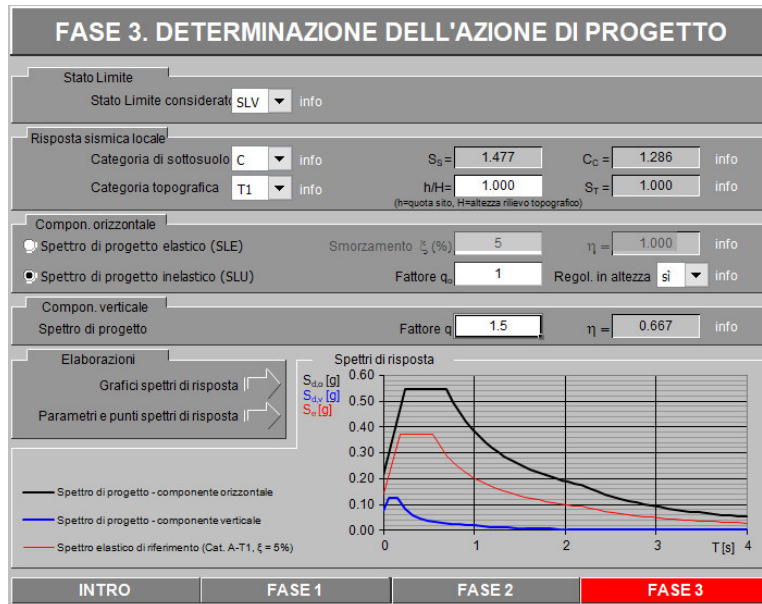 FASE 3. DETERMINAZIONE DELL'AZIONE DI PROGETTO
Stato Limite
Stato Limite considerato SLV info
Risposta sismica locale
Categoria di sottosuolo C info SS = 1.477 CC = 1.286 info
Categoria topografica T1 info h/H= 1.000 ST = 1.000 info
(h=quota sito, H=altezza rilievo topografico)
Compon. orizzontale
Spettro di progetto elastico (SLE) Smorzamento ξ (%) 5 η = 1.000 info
Spettro di progetto inelastico (SLU) Fattore qo 1 Regol. in altezza sì info
Compon. verticale
Spettro di progetto Fattore q 1.5 η = 0.667 info
Elaborazioni
Grafici spettri di risposta
Parametri e punti spettri di risposta
Spettri di risposta
Sd,o [g]
Sd,v [g]
Se [g]
0.60
0.50
0.40
0.30
0.20
0.10
0.00
0 1 2 3 T [s] 4
Spettro di progetto - componente orizzontale
Spettro di progetto - componente verticale
Spettro elastico di riferimento (Cat. A-T1, ξ = 5%)
INTRO FASE 1 FASE 2 FASE 3